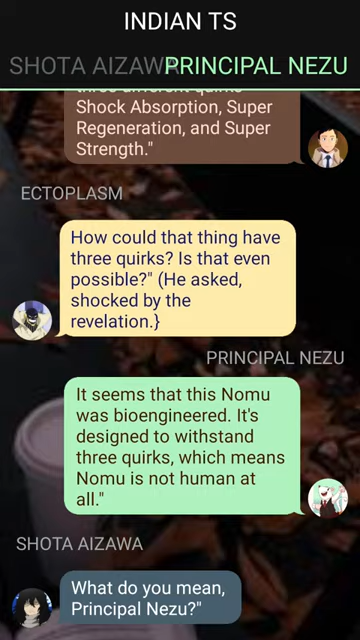 INDIAN TS
SHOTA AIZAWA PRINCIPAL NEZU
three different quirks
Shock Absorption, Super
Regeneration, and Super
Strength."
ECTOPLASM
How could that thing have
three quirks? Is that even
possible?" (He asked,
shocked by the
revelation.}
PRINCIPAL NEZU
It seems that this Nomu
was bioengineered. It's
designed to withstand
three quirks, which means
Nomu is not human at
all."
SHOTA AIZAWA
What do you mean,
Principal Nezu?"